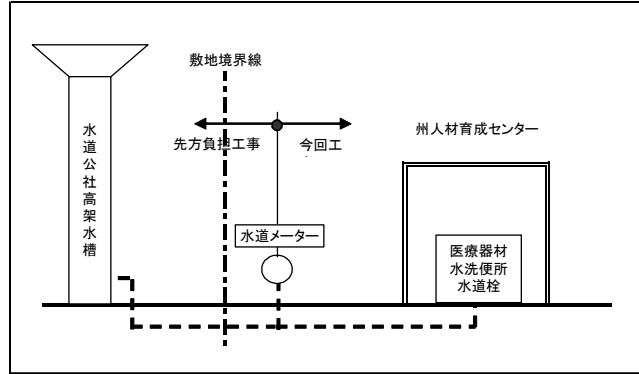 敷地境界線
先方負担工事
今回工
州人材育成センター
水道公社高架水槽
水道メーター
医療器材
水洗便所
水道栓